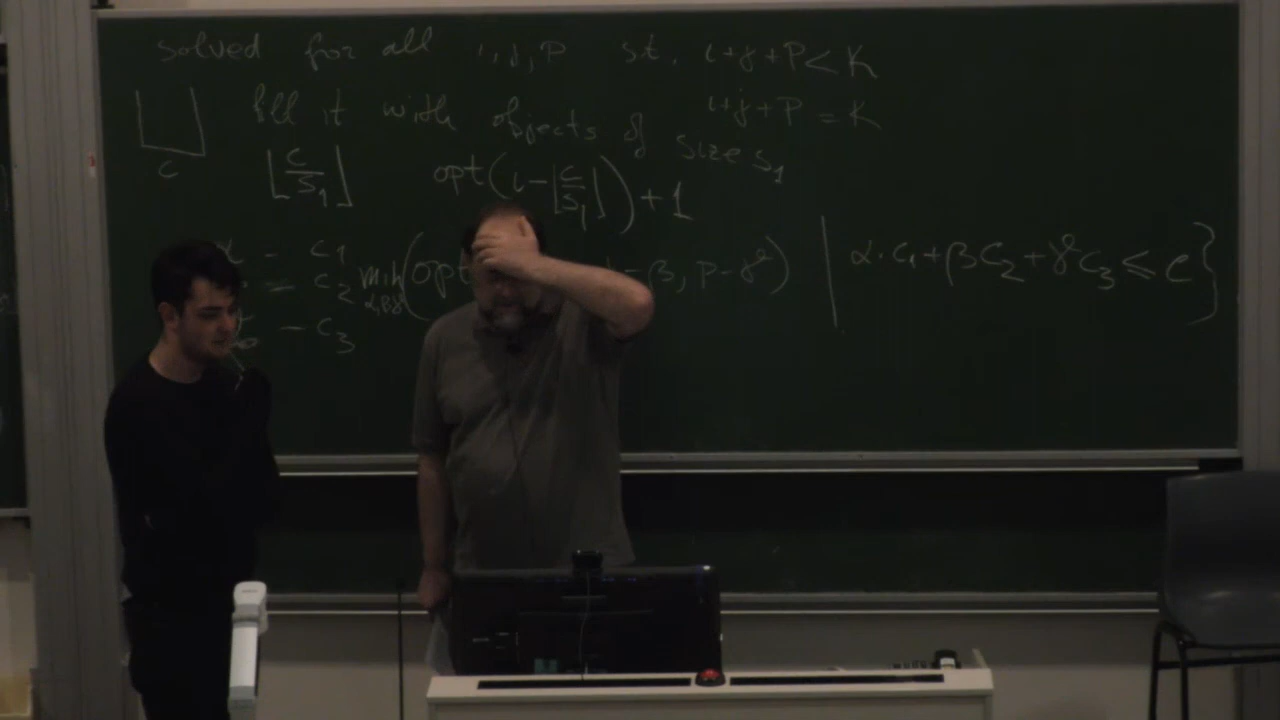 solved for all i, j, P s.t. i+j+P < K
fill it with objects of size s₁ i+j+P = K
C
⌊C/S₁⌋ opt(i-⌊C/S₁⌋)+1
α - C₁
= C₂ min α,β,γ (opt - β, P-γ) | α·C₁+βC₂+γC₃ ≤ C}
- C₃